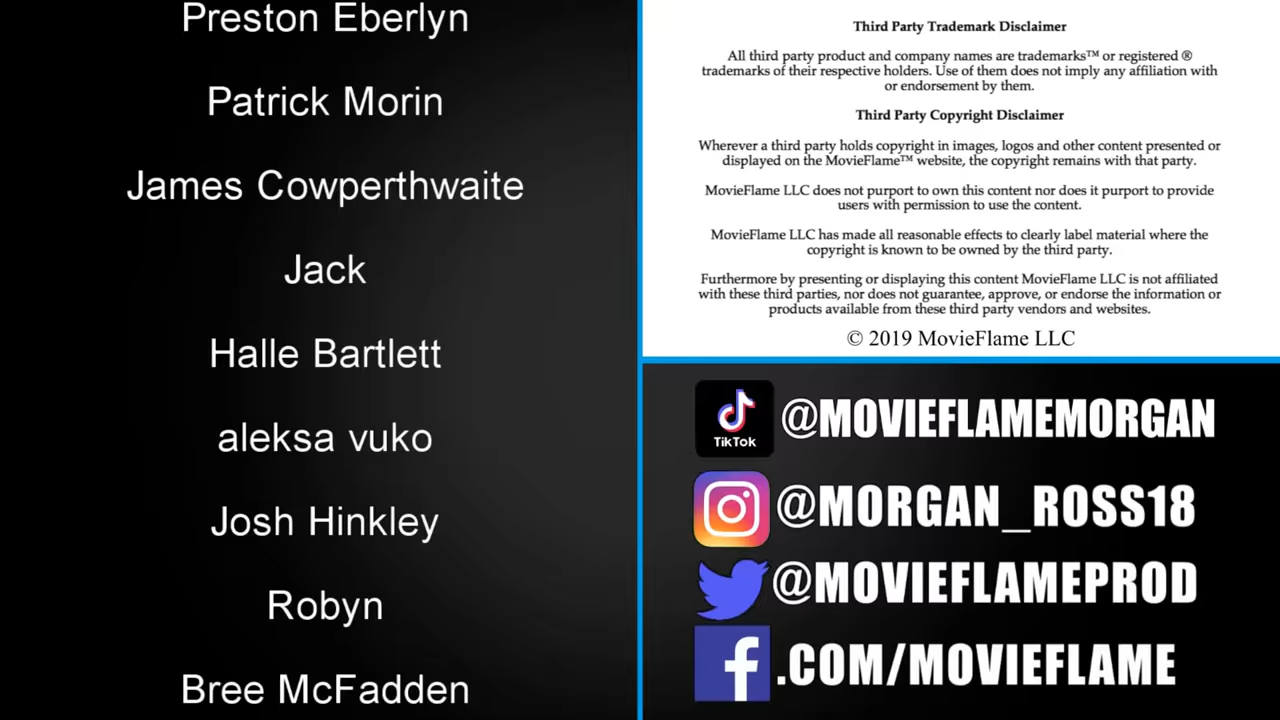 Preston Eberlyn
Patrick Morin
James Cowperthwaite
Jack
Halle Bartlett
aleksa vuko
Josh Hinkley
Robyn
Bree McFadden
Third Party Trademark Disclaimer
All third party product and company names are trademarks™ or registered ®
trademarks of their respective holders. Use of them does not imply any affiliation with
or endorsement by them.
Third Party Copyright Disclaimer
Wherever a third party holds copyright in images, logos and other content presented or
displayed on the MovieFlame™ website, the copyright remains with that party.
MovieFlame LLC does not purport to own this content nor does it purport to provide
users with permission to use the content.
MovieFlame LLC has made all reasonable effects to clearly label material where the
copyright is known to be owned by the third party.
Furthermore by presenting or displaying this content MovieFlame LLC is not affiliated
with these third parties, nor does not guarantee, approve, or endorse the information or
products available from these third party vendors and websites.
© 2019 MovieFlame LLC
TikTok
@MOVIEFLAMEMORGAN
@MORGAN_ROSS18
@MOVIEFLAMEPROD
.COM/MOVIEFLAME